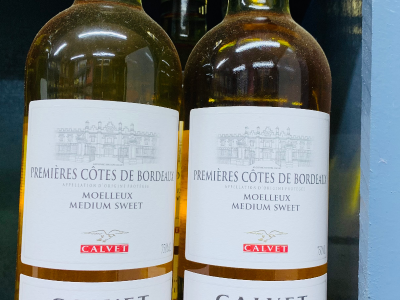 PREMIÈRES CÔTES DE BORDEAUX
MOELLEUX
MEDIUM SWEET
CALVET
PREMIÈRES CÔTES DE BORDEAUX
MOELLEUX
MEDIUM SWEET
CALVET